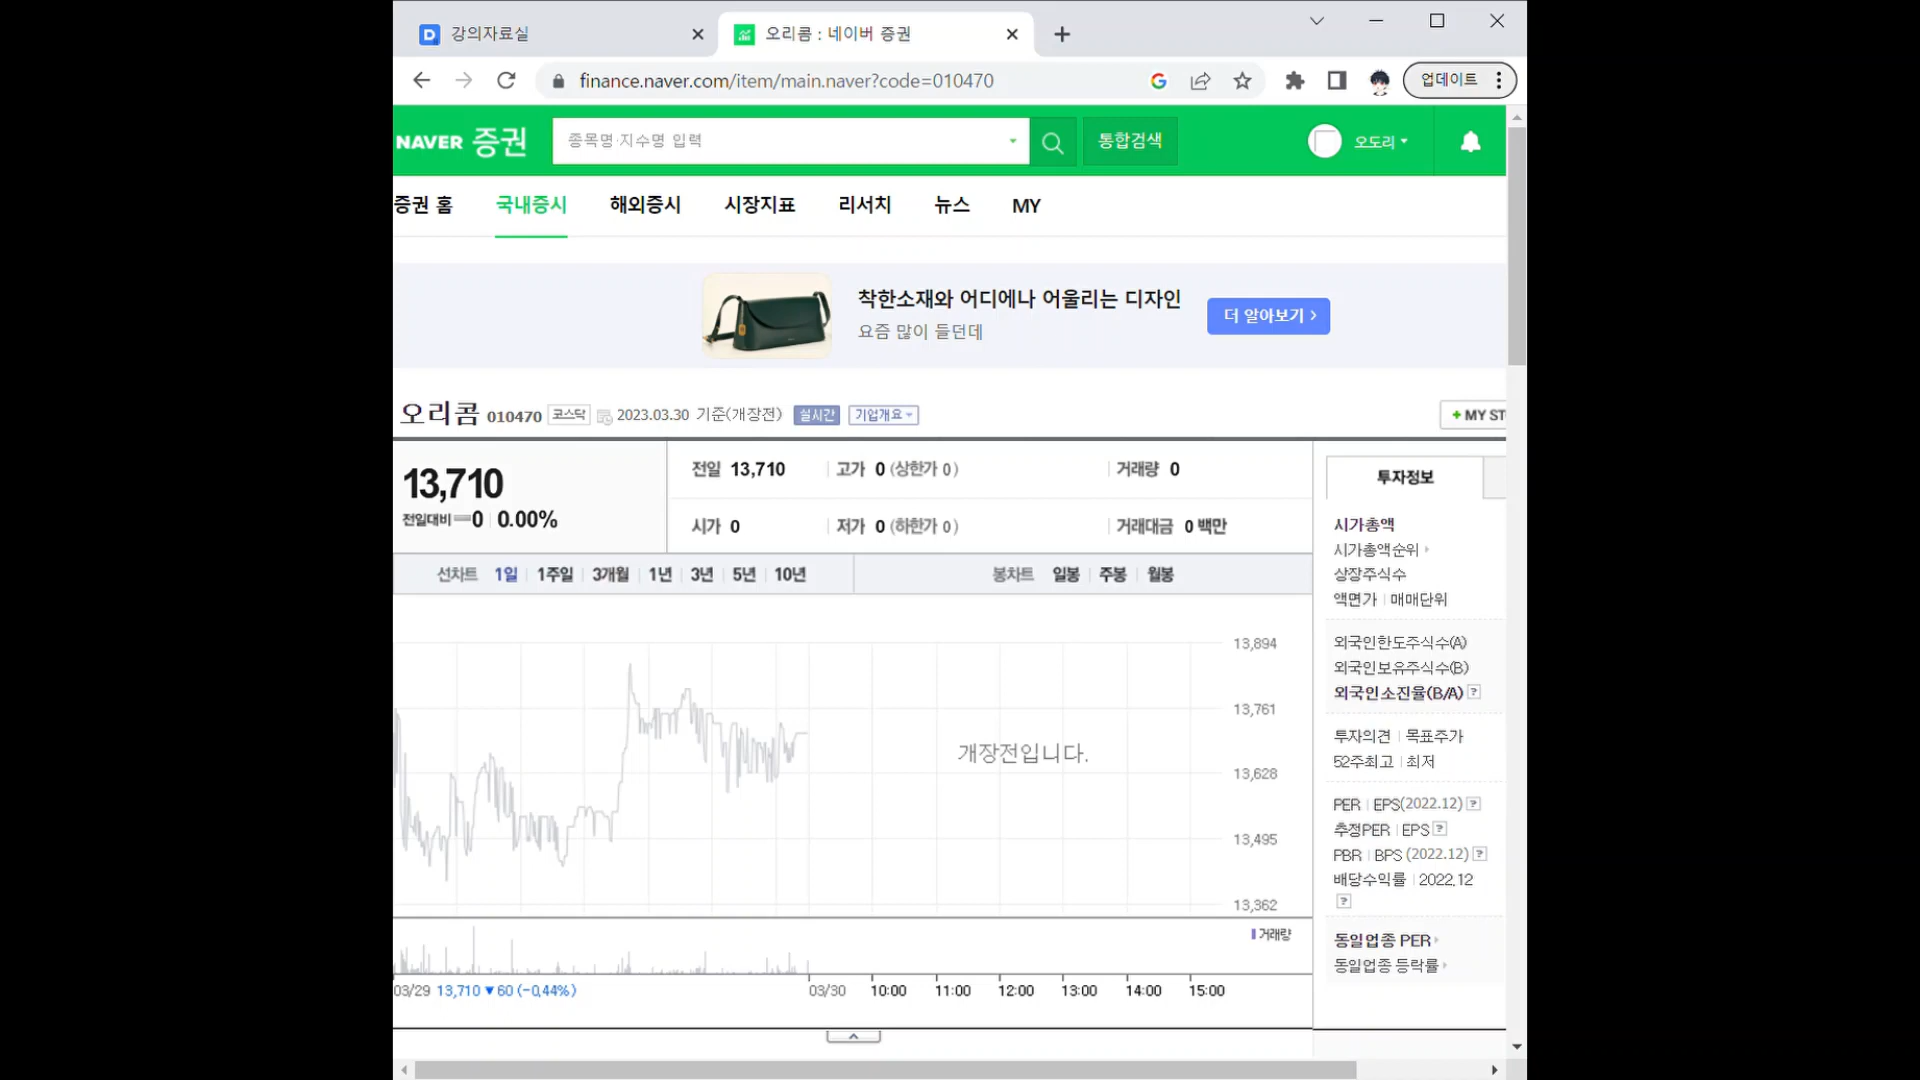 강의자료실
오리콤 : 네이버 증권
finance.naver.com/item/main.naver?code=010470
업데이트
NAVER 증권
종목명·지수명 입력
통합검색
오도리
증권 홈 국내증시 해외증시 시장지표 리서치 뉴스 MY
착한소재와 어디에나 어울리는 디자인
요즘 많이 들던데
더 알아보기 >
오리콤 010470 코스닥 2023.03.30 기준(개장전) 실시간 기업개요
+ MY ST
13,710
전일대비 0 0.00%
전일 13,710 고가 0 (상한가 0) 거래량 0
시가 0 저가 0 (하한가 0) 거래대금 0 백만
선차트 1일 1주일 3개월 1년 3년 5년 10년
봉차트 일봉 주봉 월봉
13,894
13,761
13,628
13,495
13,362
개장전입니다.
거래량
03/29 13,710 ▼60 (-0.44%)
03/30 10:00 11:00 12:00 13:00 14:00 15:00
투자정보
시가총액
시가총액순위
상장주식수
액면가 매매단위
외국인한도주식수(A)
외국인보유주식수(B)
외국인소진율(B/A) ?
투자의견 목표주가
52주최고 최저
PER EPS(2022.12) ?
추정PER EPS ?
PBR BPS (2022.12) ?
배당수익률 2022.12
?
동일업종 PER
동일업종 등락률